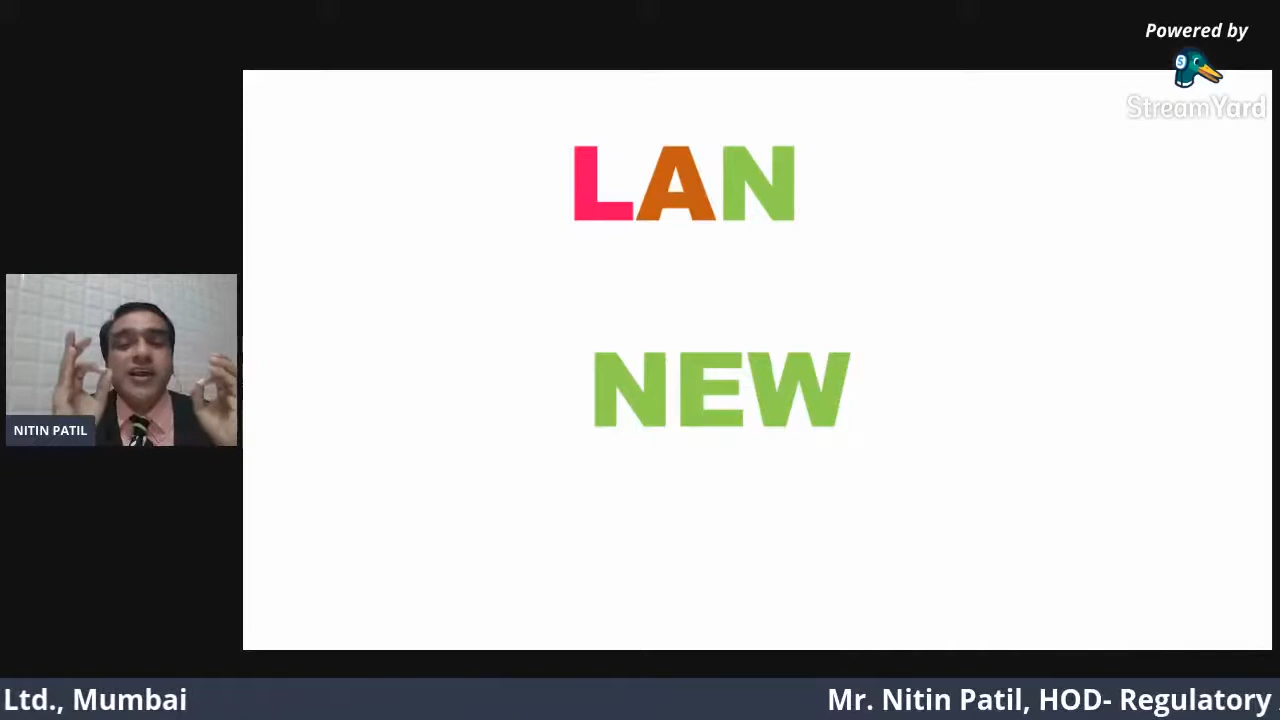 Powered by
StreamYard
LAN
NEW
NITIN PATIL
Ltd., Mumbai
Mr. Nitin Patil, HOD- Regulatory